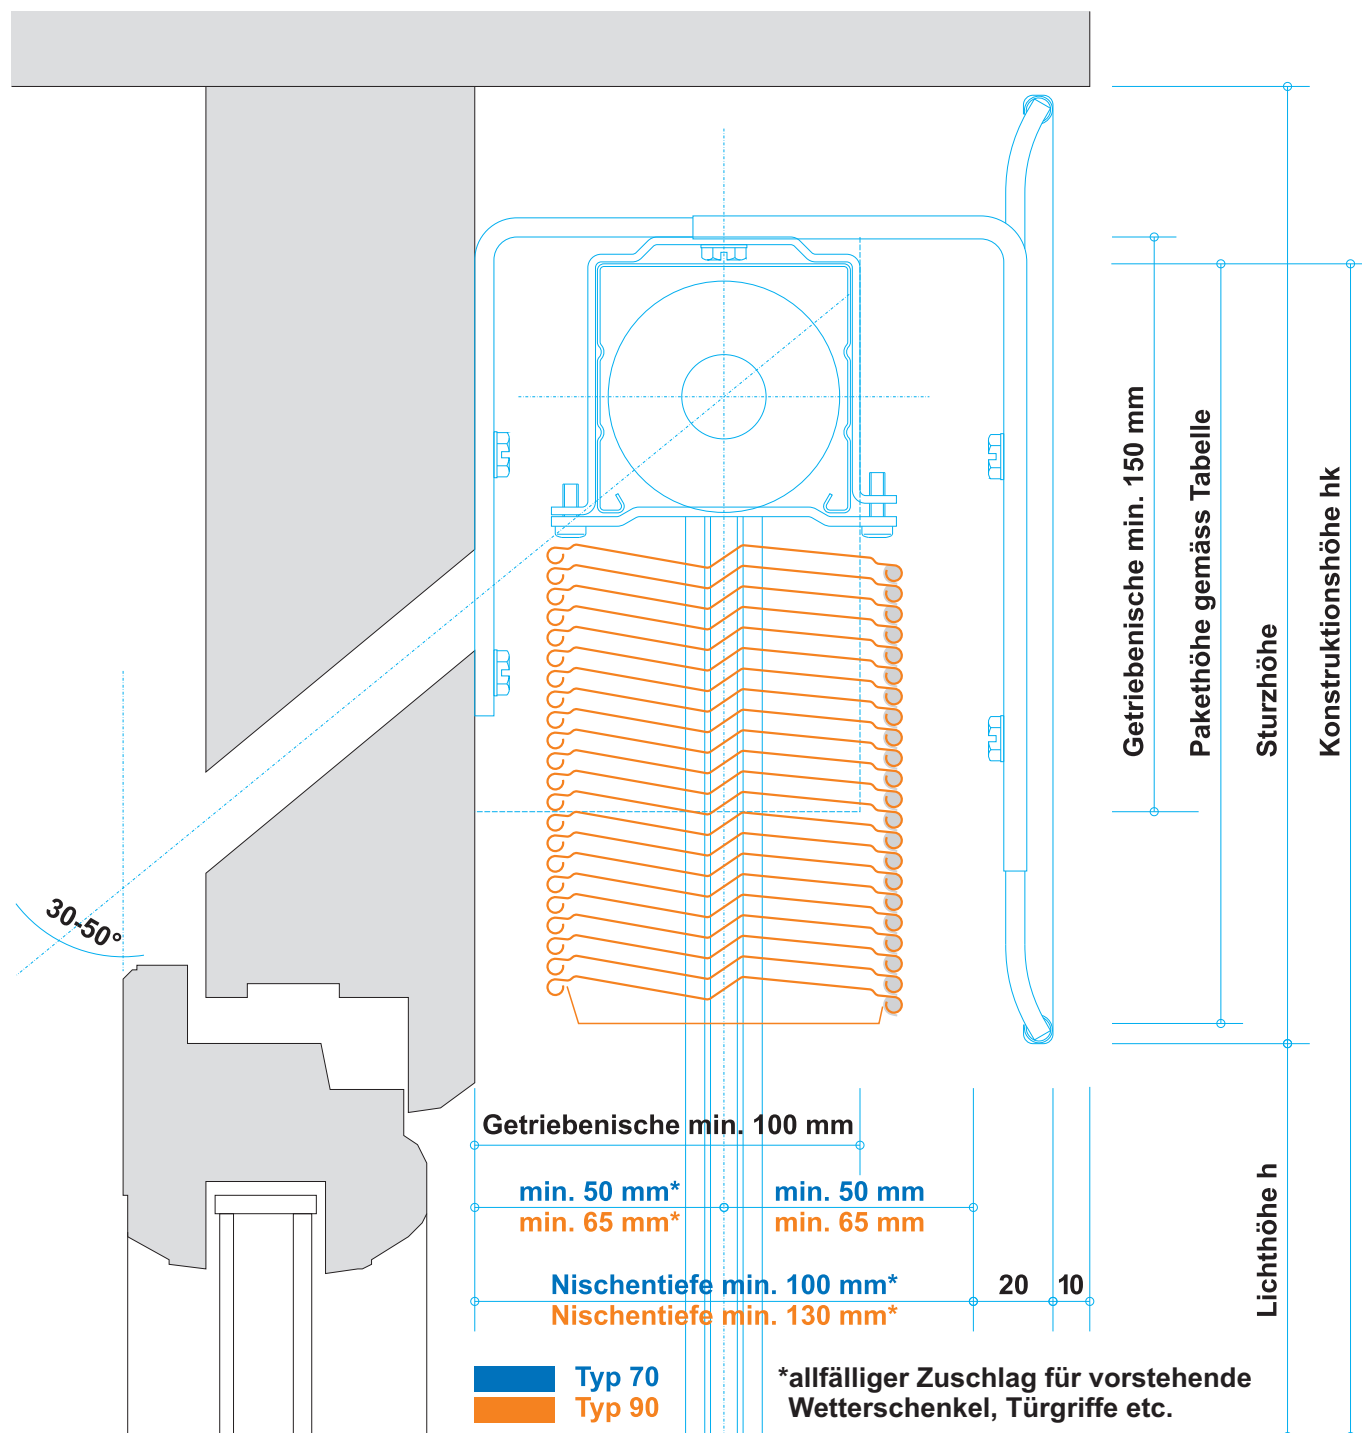 Getriebenische min. 150 mm
Pakethöhe gemäss Tabelle
Sturzhöhe
Konstruktionshöhe hk
30-50°
Getriebenische min. 100 mm
min. 50 mm* min. 50 mm
min. 65 mm* min. 65 mm
Lichthöhe h
Nischentiefe min. 100 mm* 20 10
Nischentiefe min. 130 mm*
Typ 70
Typ 90
*allfälliger Zuschlag für vorstehende
Wetterschenkel, Türgriffe etc.